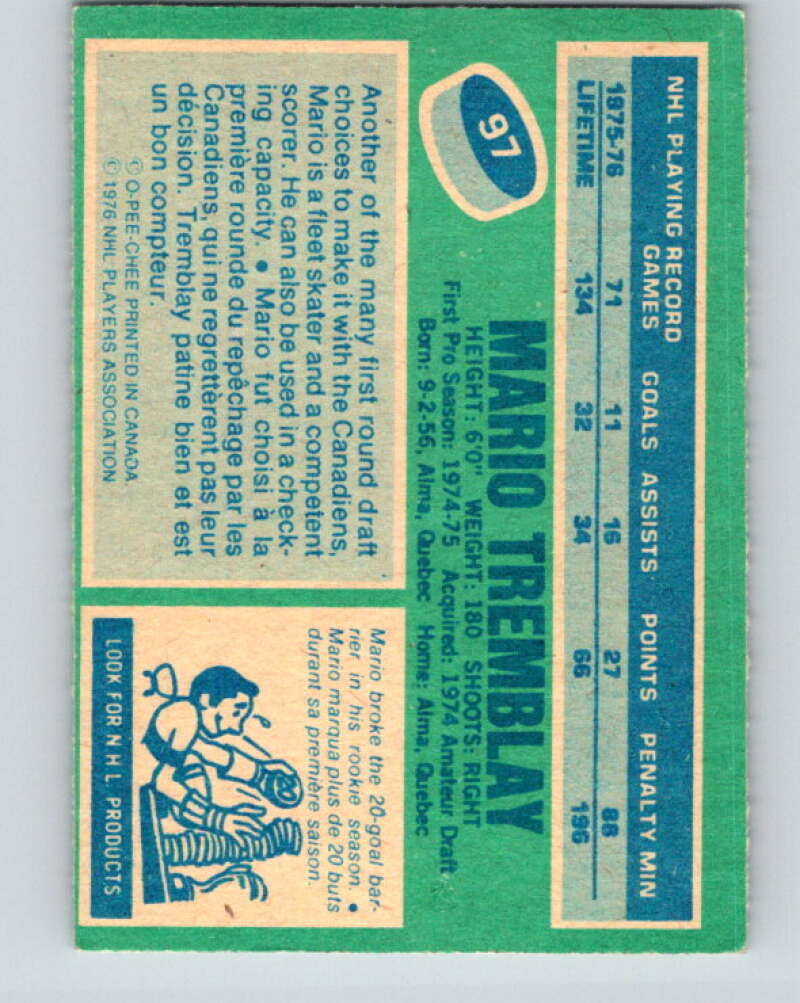 NHL PLAYING RECORD
GAMES GOALS ASSISTS POINTS PENALTY MIN
1975-76 71 11 16 27 88
LIFETIME 134 32 34 66 196
97
MARIO TREMBLAY
HEIGHT: 6'0" WEIGHT: 180 SHOOTS: RIGHT
First Pro Season: 1974-75 Acquired: 1974 Amateur Draft
Born: 9-2-56, Alma, Quebec Home: Alma, Quebec
Another of the many first round draft
choices to make it with the Canadiens,
Mario is a fleet skater and a competent
scorer. He can also be used in a check-
ing capacity. • Mario fut choisi à la
première rounde du repêchage par les
Canadiens, qui ne regrettèrent pas leur
décision. Tremblay patine bien et est
un bon compteur.
© O-PEE-CHEE PRINTED IN CANADA
© 1976 NHL PLAYERS ASSOCIATION
Mario broke the 20-goal bar-
rier in his rookie season. •
Mario marqua plus de 20 buts
durant sa première saison.
LOOK FOR N H L PRODUCTS